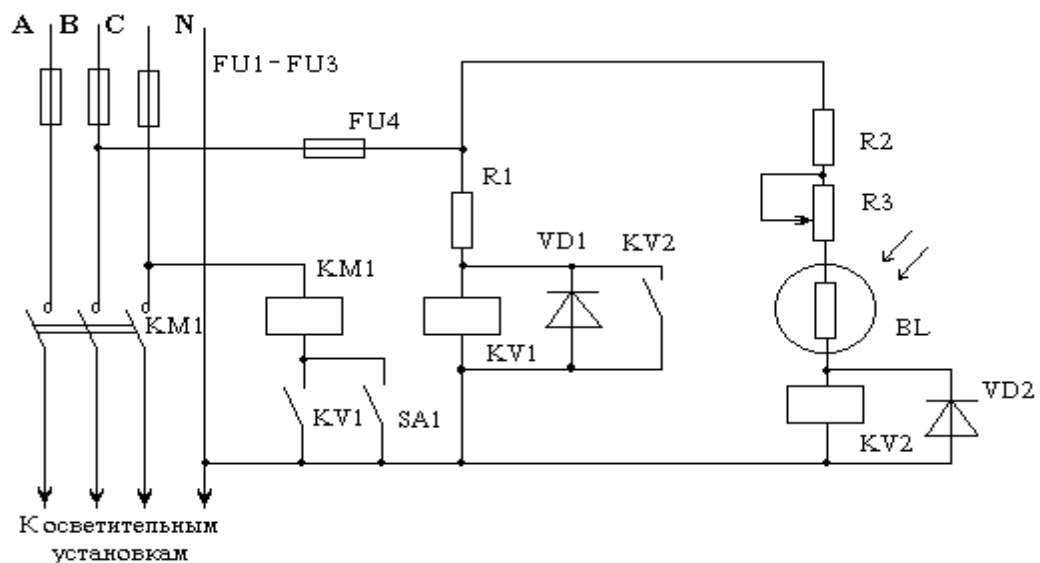 A B C N
FU1-FU3
FU4
R2
R1
R3
VD1 KV2
KM1
KM1
BL
KV1
VD2
KV1 SA1
KV2
К осветительным
установкам